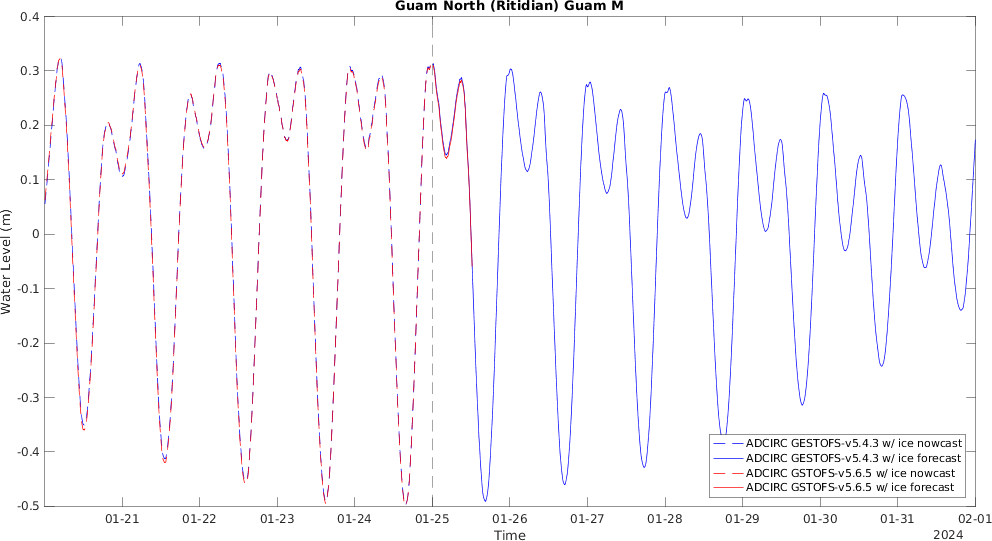 Guam North (Ritidian) Guam M
0.4
0.3
0.2
0.1
0
-0.1
-0.2
-0.3
-0.4
-0.5
Water Level (m)
ADCIRC GESTOFS-v5.4.3 w/ ice nowcast
ADCIRC GESTOFS-v5.4.3 w/ ice forecast
ADCIRC GSTOFS-v5.6.5 w/ ice nowcast
ADCIRC GSTOFS-v5.6.5 w/ ice forecast
01-21 01-22 01-23 01-24 01-25 01-26 01-27 01-28 01-29 01-30 01-31 02-01
Time
2024